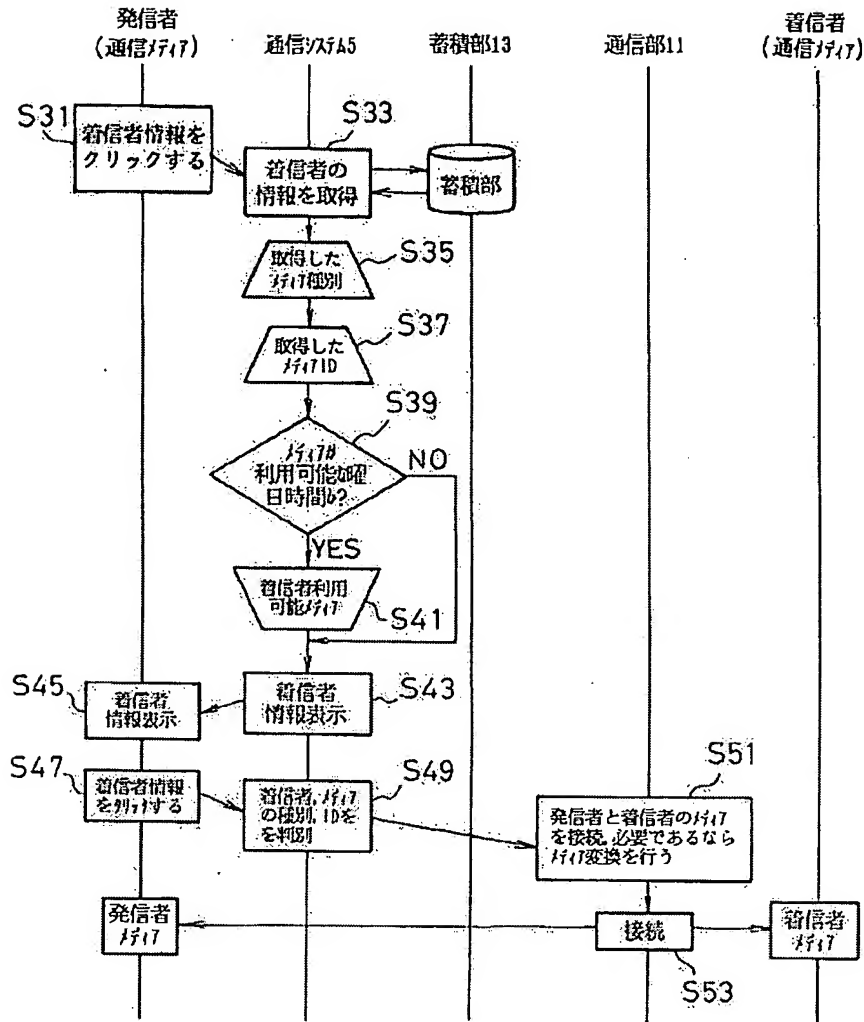 発信者
(通信メディア)
通信システム5
蓄積部13
通信部11
着信者
(通信メディア)
S31
着信者情報を
クリックする
S33
着信者の
情報を取得
蓄積部
取得した
メディア種別
S35
取得した
メディアID
S37
S39
メディアが
利用可能な曜
日時間か?
NO
YES
着信者利用
可能メディア
S41
S45
着信者
情報表示
着信者
情報表示
S43
S47
着信者情報
をクリックする
着信者,メディア
の種別,IDを
を判別
S49
S51
発信者と着信者のメディア
を接続.必要であるなら
メディア変換を行う
発信者
メディア
接続
着信者
メディア
S53